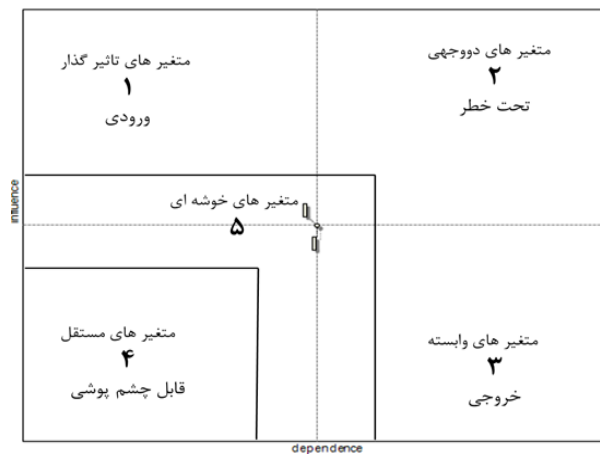 متغیر های تاثیر گذار
۱
ورودی
متغیر های دووجهی
۲
تحت خطر
influence
متغیر های خوشه ای
۵
متغیر های مستقل
۴
قابل چشم پوشی
متغیر های وابسته
۳
خروجی
dependence